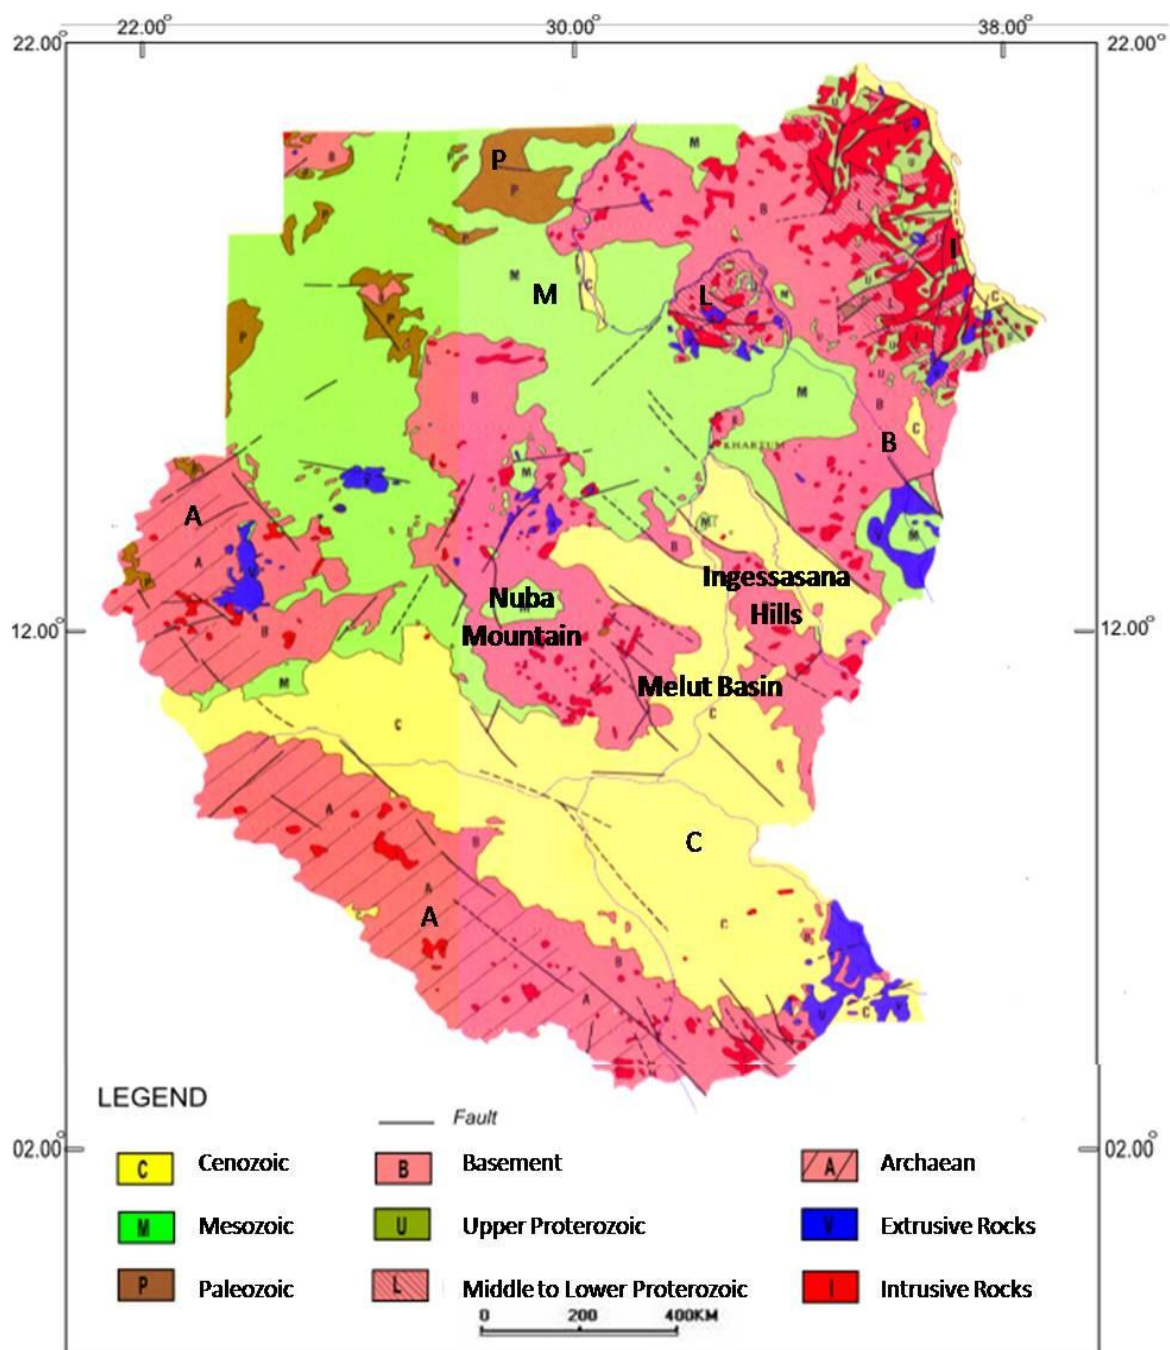 22.00° 30.00° 38.00°
22.00° 22.00°
M
P
B
P
B
P
I
M
M
C
L
M
C
P
P
B
M
C
B
KHARTUM
B
M
A
M
M
A
B
Ingessasana
Hills
Nuba
Mountain
12.00° 12.00°
B
M
Melut Basin
C
C
A
C
B
A
A
C
B
A
C
LEGEND
Fault
02.00° 02.00°
C Cenozoic B Basement A Archaean
M Mesozoic U Upper Proterozoic V Extrusive Rocks
P Paleozoic L Middle to Lower Proterozoic I Intrusive Rocks
0 200 400KM